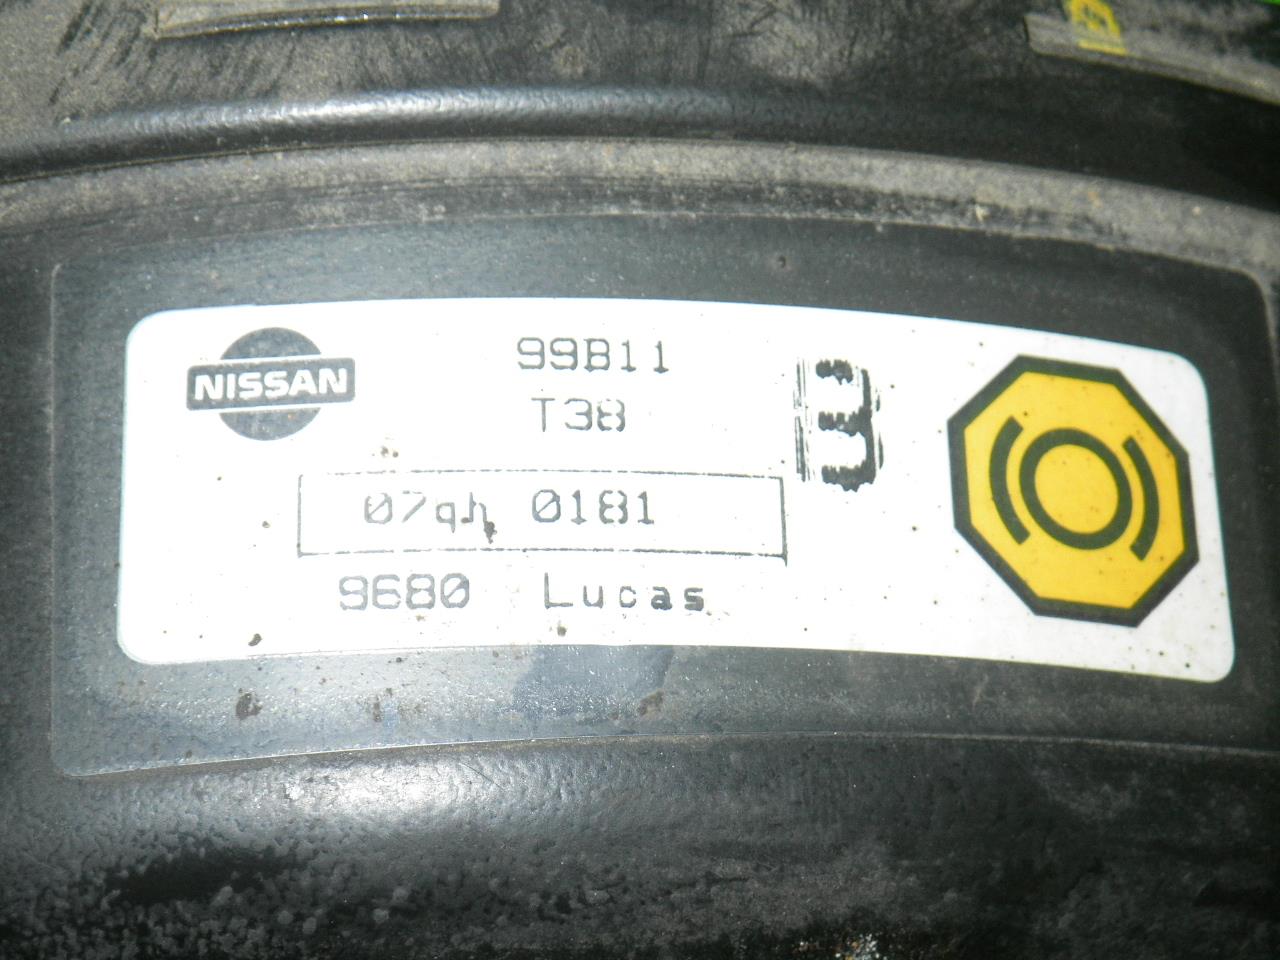 NISSAN
99B11
T38
07qh 0181
9680 Lucas